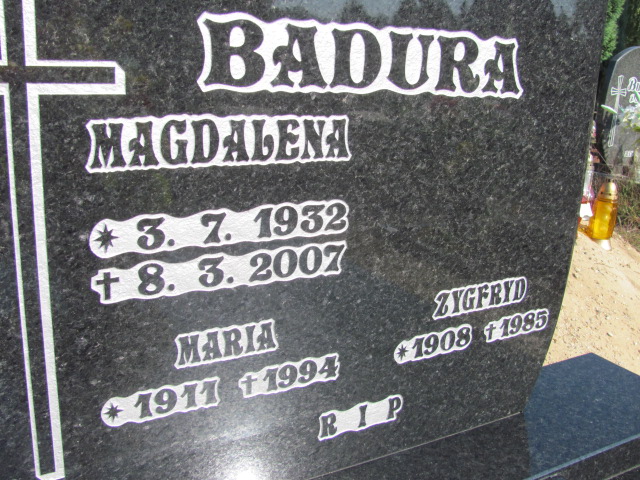 BADURA
MAGDALENA
* 3. 7. 1932
† 8. 3. 2007
MARIA
* 1911 † 1994
ZYGFRYD
* 1908 † 1985
R I P